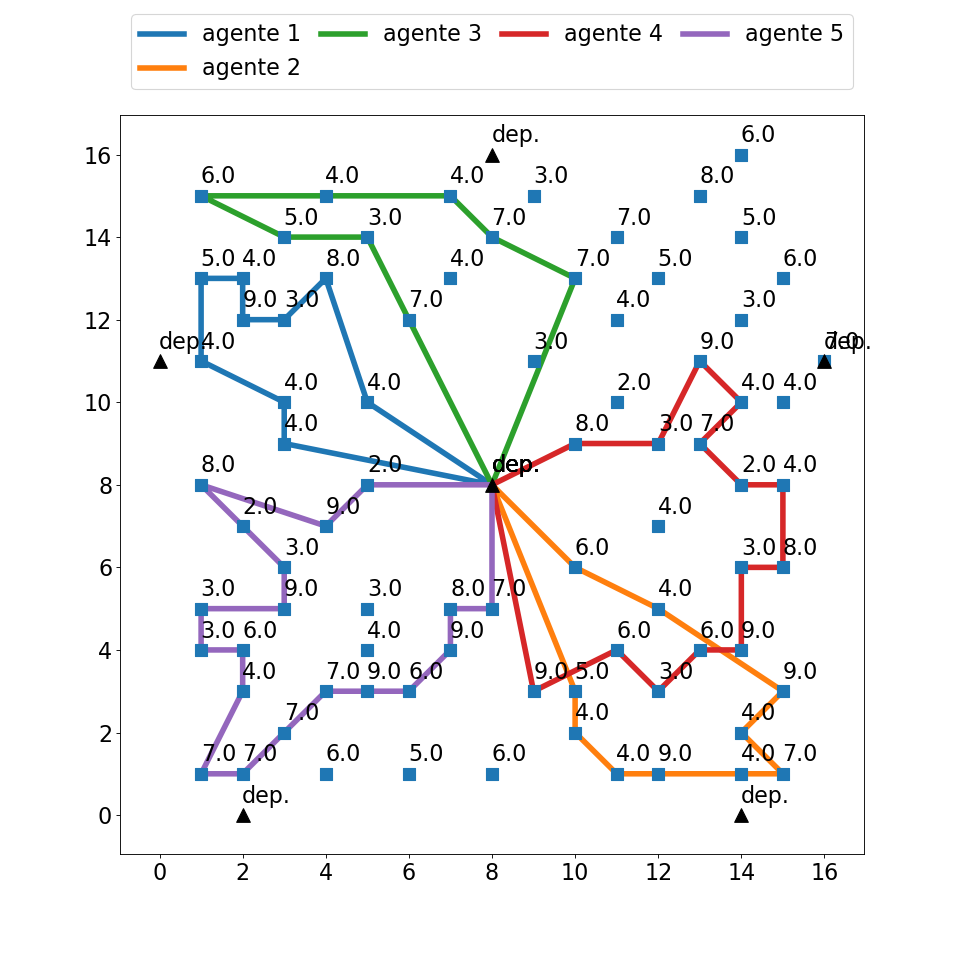 agente 1 agente 3 agente 4 agente 5
agente 2
dep. 6.0
16
6.0 4.0 4.0 3.0 8.0
5.0 3.0 7.0 7.0 5.0
14
5.0 4.0 8.0 4.0 7.0 5.0 6.0
9.0 3.0 7.0 4.0 3.0
12
dep. 4.0 3.0 9.0 7.0 dep.
4.0 4.0 2.0 4.0 4.0
10
4.0 8.0 3.0 7.0
8.0 2.0 dep. 2.0 4.0
8
2.0 9.0 4.0
3.0 6.0 3.0 8.0
6
3.0 9.0 3.0 8.0 7.0 4.0
3.0 6.0 4.0 9.0 6.0 6.0 9.0
4
4.0 7.0 9.0 6.0 9.0 5.0 3.0 9.0
7.0 4.0 4.0
2
7.0 7.0 6.0 5.0 6.0 4.0 9.0 4.0 7.0
dep. dep.
0
0 2 4 6 8 10 12 14 16